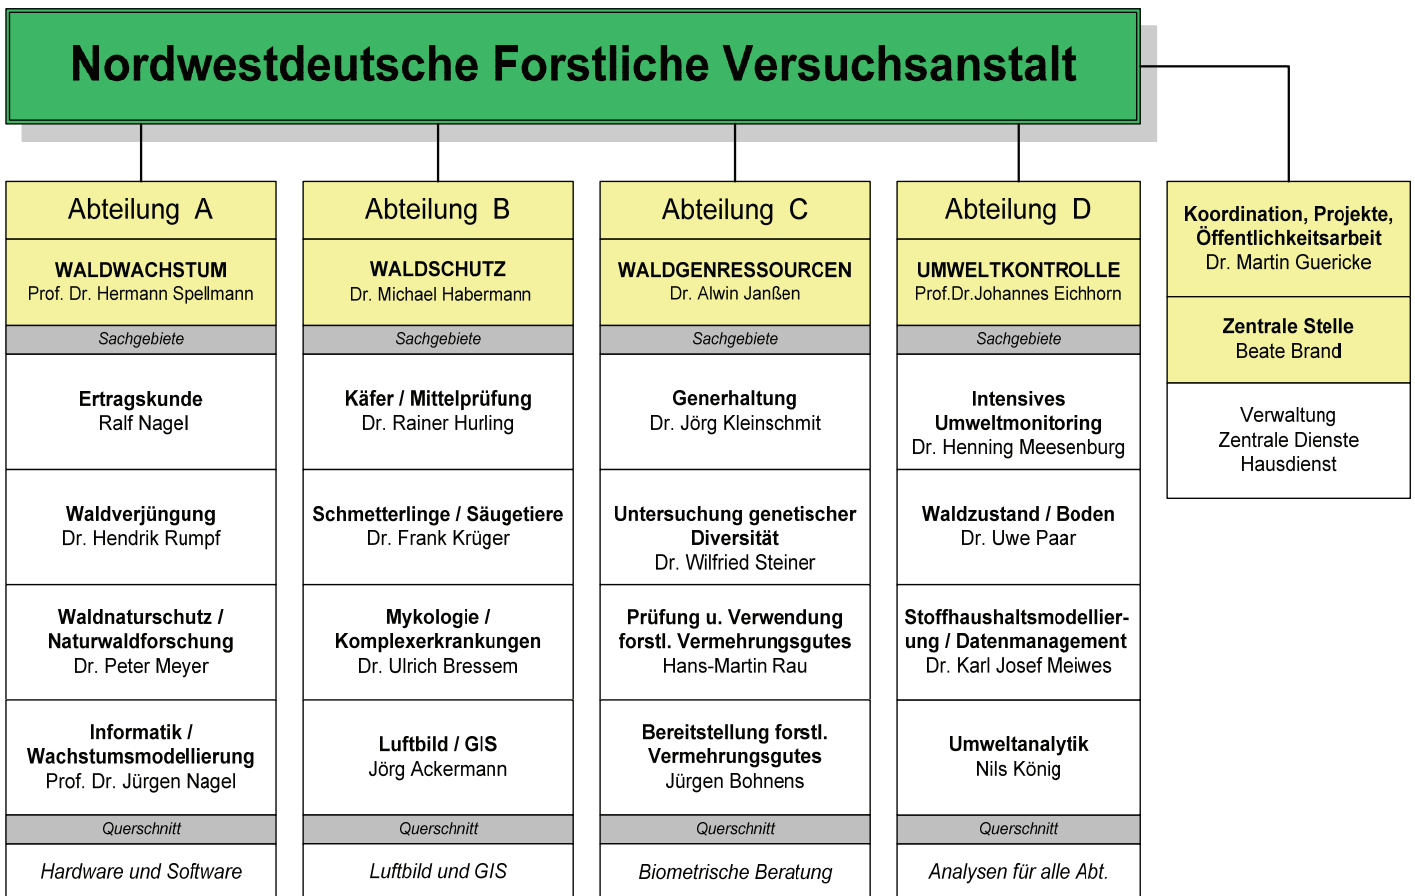 Nordwestdeutsche Forstliche Versuchsanstalt
Abteilung A
WALDWACHSTUM
Prof. Dr. Hermann Spellmann
Sachgebiete
Ertragskunde
Ralf Nagel
Waldverjüngung
Dr. Hendrik Rumpf
Waldnaturschutz /
Naturwaldforschung
Dr. Peter Meyer
Informatik /
Wachstumsmodellierung
Prof. Dr. Jürgen Nagel
Querschnitt
Hardware und Software
Abteilung B
WALDSCHUTZ
Dr. Michael Habermann
Sachgebiete
Käfer / Mittelprüfung
Dr. Rainer Hurling
Schmetterlinge / Säugetiere
Dr. Frank Krüger
Mykologie /
Komplexerkrankungen
Dr. Ulrich Bressem
Luftbild / GIS
Jörg Ackermann
Querschnitt
Luftbild und GIS
Abteilung C
WALDGENRESSOURCEN
Dr. Alwin Janßen
Sachgebiete
Generhaltung
Dr. Jörg Kleinschmit
Untersuchung genetischer
Diversität
Dr. Wilfried Steiner
Prüfung u. Verwendung
forstl. Vermehrungsgutes
Hans-Martin Rau
Bereitstellung forstl.
Vermehrungsgutes
Jürgen Bohnens
Querschnitt
Biometrische Beratung
Abteilung D
UMWELTKONTROLLE
Prof.Dr.Johannes Eichhorn
Sachgebiete
Intensives
Umweltmonitoring
Dr. Henning Meesenburg
Waldzustand / Boden
Dr. Uwe Paar
Stoffhaushaltsmodellier-
ung / Datenmanagement
Dr. Karl Josef Meiwes
Umweltanalytik
Nils König
Querschnitt
Analysen für alle Abt.
Koordination, Projekte,
Öffentlichkeitsarbeit
Dr. Martin Guericke
Zentrale Stelle
Beate Brand
Verwaltung
Zentrale Dienste
Hausdienst